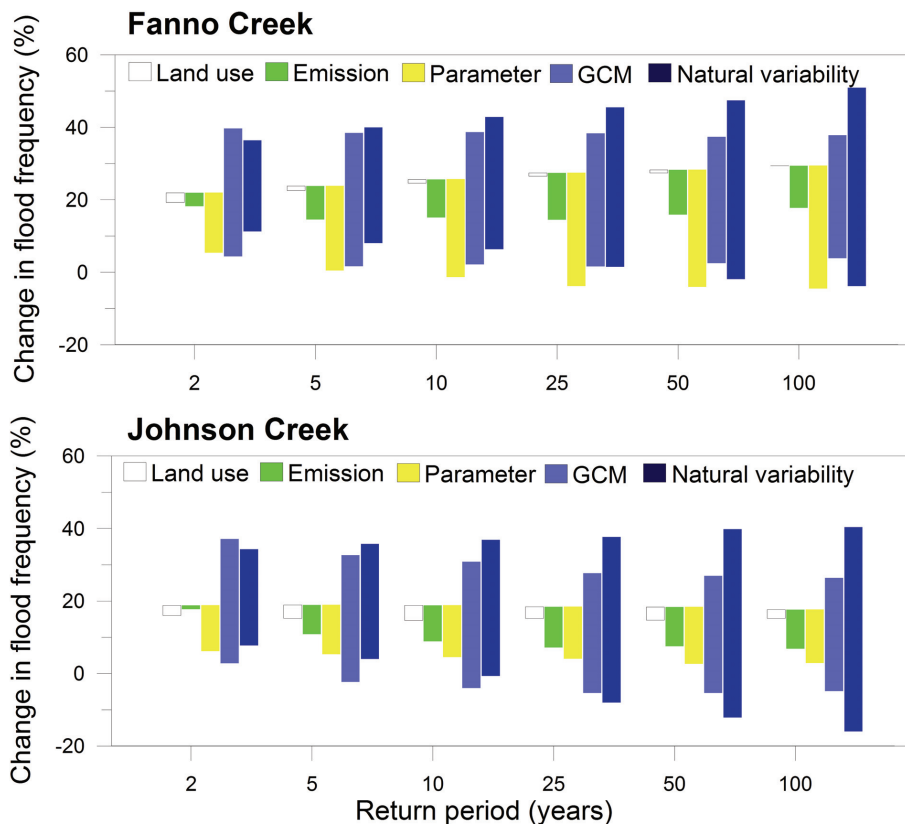 Fanno Creek
Change in flood frequency (%)
60
Land use Emission Parameter GCM Natural variability
40
20
0
-20
2 5 10 25 50 100
Johnson Creek
Change in flood frequency (%)
60
Land use Emission Parameter GCM Natural variability
40
20
0
-20
2 5 10 25 50 100
Return period (years)